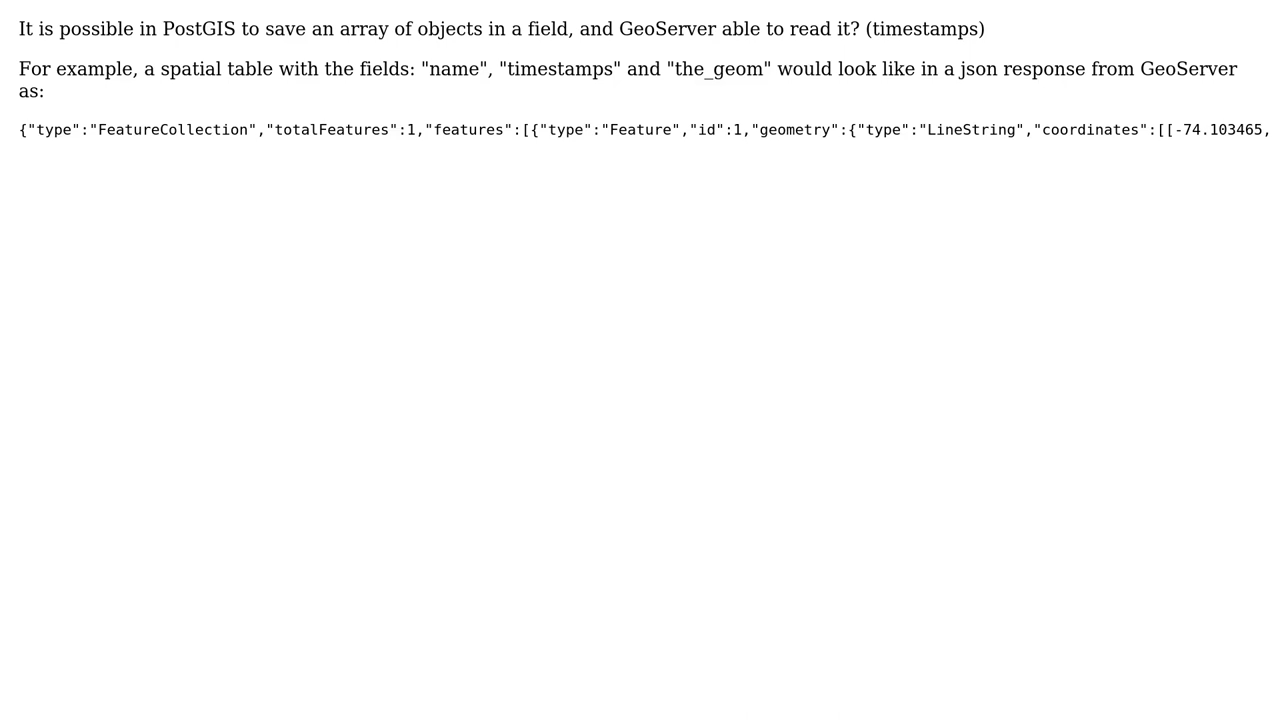 It is possible in PostGIS to save an array of objects in a field, and GeoServer able to read it? (timestamps)
For example, a spatial table with the fields: "name", "timestamps" and "the_geom" would look like in a json response from GeoServer
as:
{"type":"FeatureCollection","totalFeatures":1,"features":[{"type":"Feature","id":1,"geometry":{"type":"LineString","coordinates":[[-74.103465,